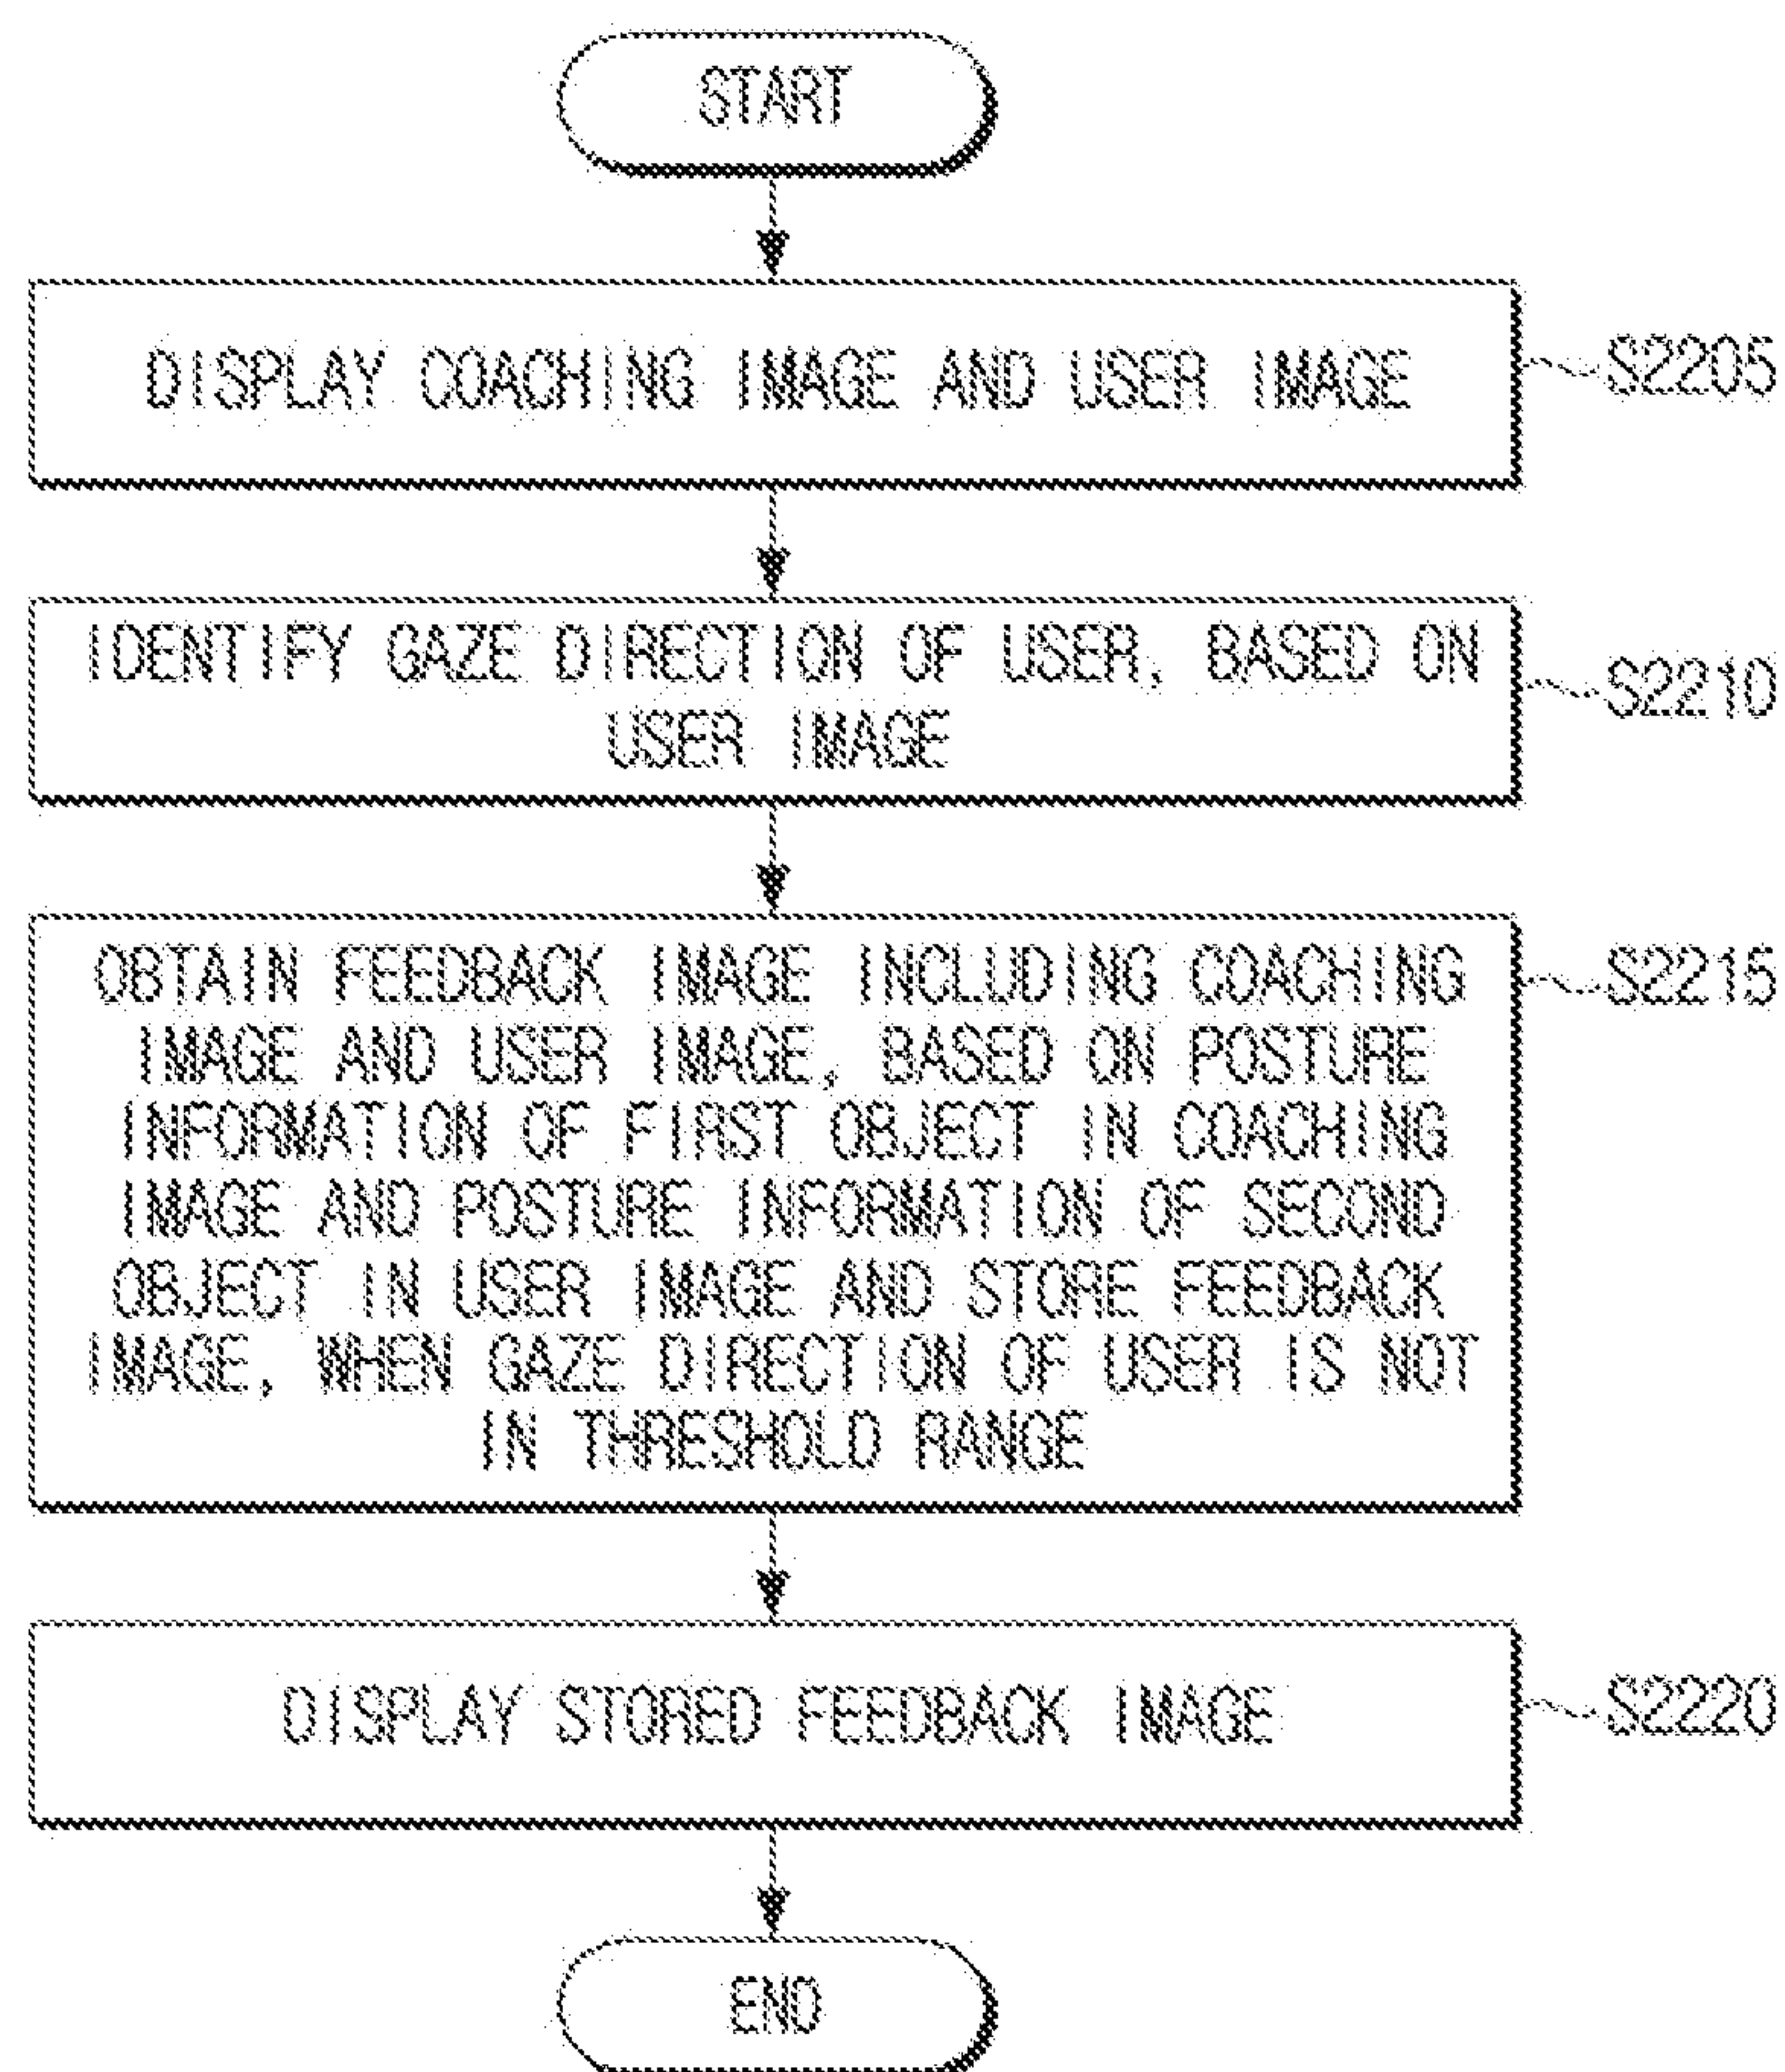 START
DISPLAY COACHING IMAGE AND USER IMAGE
S2205
IDENTIFY GAZE DIRECTION OF USER, BASED ON
USER IMAGE
S2210
OBTAIN FEEDBACK IMAGE INCLUDING COACHING
IMAGE AND USER IMAGE, BASED ON POSTURE
INFORMATION OF FIRST OBJECT IN COACHING
IMAGE AND POSTURE INFORMATION OF SECOND
OBJECT IN USER IMAGE AND STORE FEEDBACK
IMAGE, WHEN GAZE DIRECTION OF USER IS NOT
IN THRESHOLD RANGE
S2215
DISPLAY STORED FEEDBACK IMAGE
S2220
END